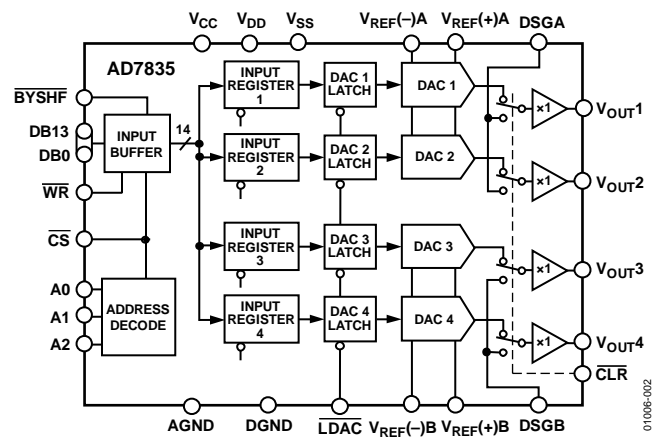 VCC VDD VSS VREF(–)A VREF(+)A DSGA
AD7835
BYSHF
DB13
DB0
WR
CS
A0
A1
A2
INPUT
BUFFER
14
ADDRESS
DECODE
INPUT
REGISTER
1
DAC 1
LATCH
DAC 1
×1
VOUT1
INPUT
REGISTER
2
DAC 2
LATCH
DAC 2
×1
VOUT2
INPUT
REGISTER
3
DAC 3
LATCH
DAC 3
×1
VOUT3
INPUT
REGISTER
4
DAC 4
LATCH
DAC 4
×1
VOUT4
CLR
AGND DGND LDAC VREF(–)B VREF(+)B DSGB
01006-002